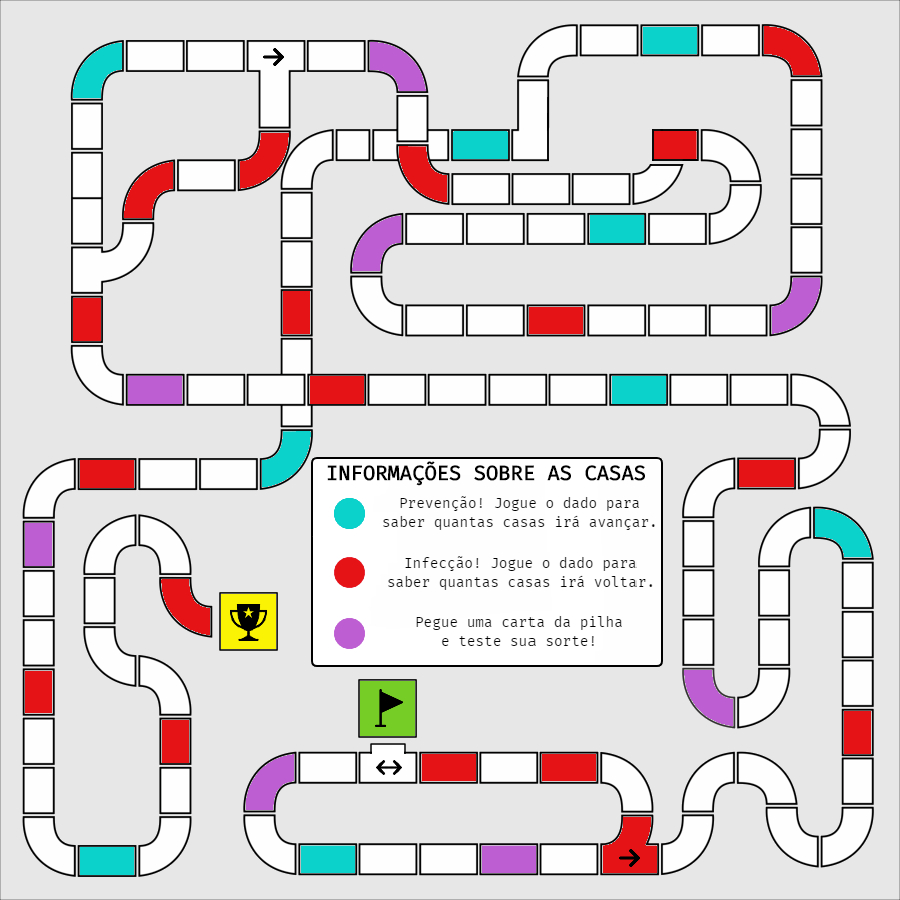 INFORMAÇÕES SOBRE AS CASAS
Prevenção! Jogue o dado para
saber quantas casas irá avançar.
Infecção! Jogue o dado para
saber quantas casas irá voltar.
Pegue uma carta da pilha
e teste sua sorte!